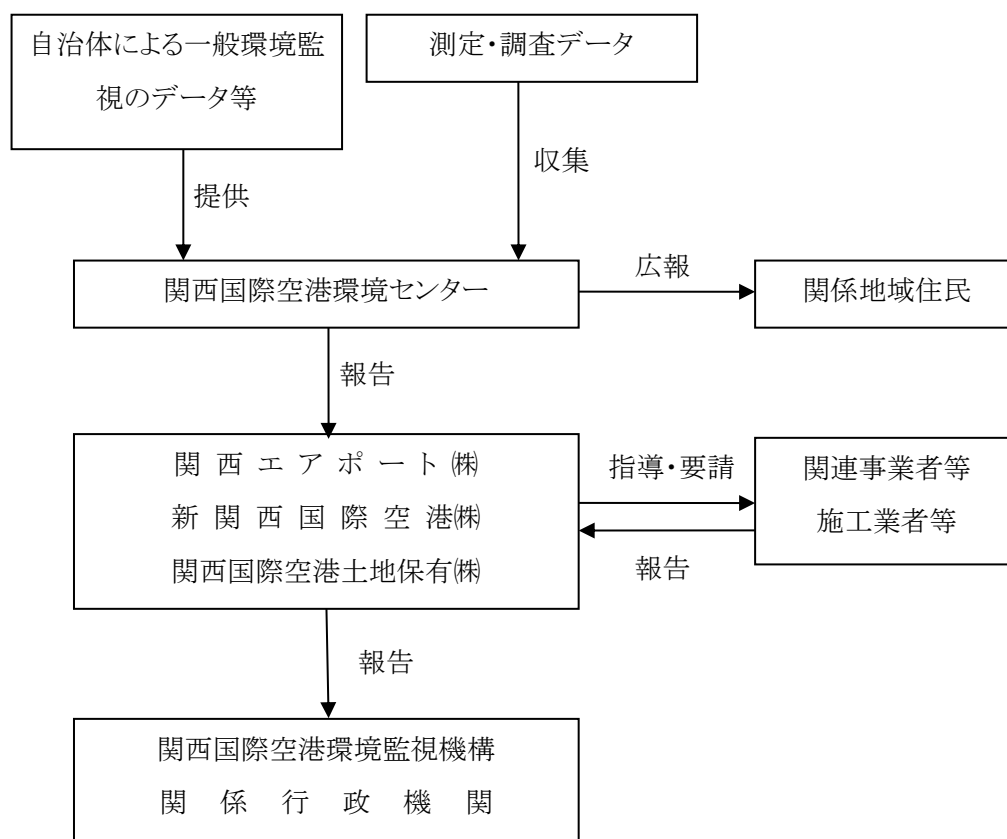 自治体による一般環境監
視のデータ等
測定・調査データ
提供
収集
関西国際空港環境センター
広報
関係地域住民
報告
関西エアポート㈱
新関西国際空港㈱
関西国際空港土地保有㈱
指導・要請
報告
関連事業者等
施工業者等
報告
関西国際空港環境監視機構
関係行政機関